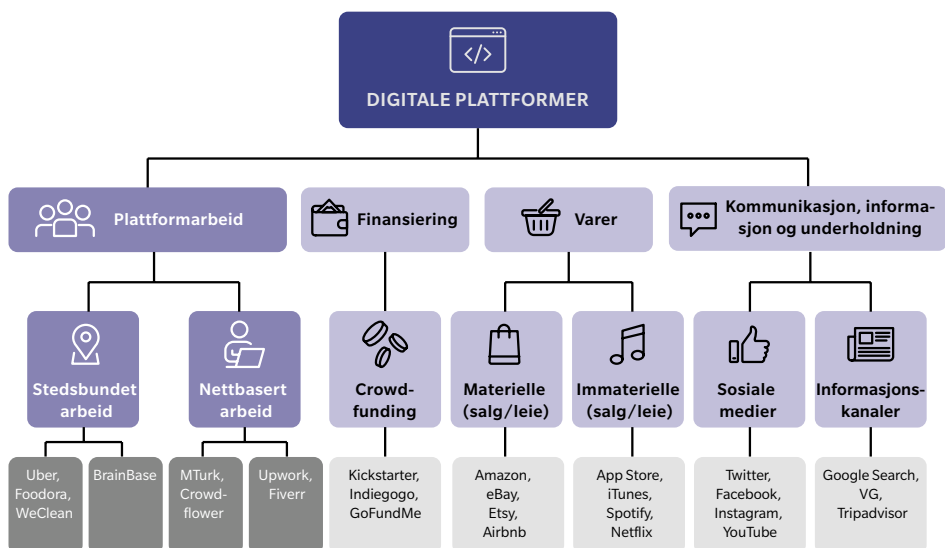 </>
DIGITALE PLATTFORMER
Plattformarbeid
Finansiering
Varer
Kommunikasjon, informa-
sjon og underholdning
Stedsbundet
arbeid
Nettbasert
arbeid
Crowd-
funding
Materielle
(salg/leie)
Immaterielle
(salg/leie)
Sosiale
medier
Informasjons-
kanaler
Uber,
Foodora,
WeClean
BrainBase
MTurk,
Crowd-
flower
Upwork,
Fiverr
Kickstarter,
Indiegogo,
GoFundMe
Amazon,
eBay,
Etsy,
Airbnb
App Store,
iTunes,
Spotify,
Netflix
Twitter,
Facebook,
Instagram,
YouTube
Google Search,
VG,
Tripadvisor